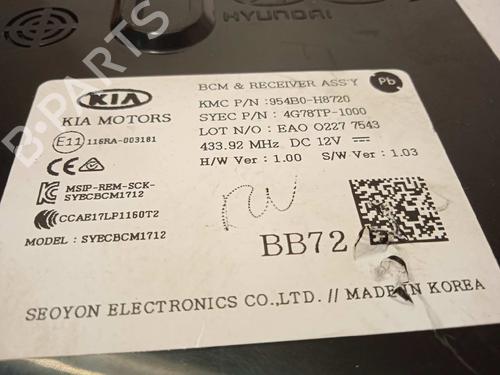 HYUNDAI
B-PARTS
KIA
KIA MOTORS
E11 116RA-003181
CE
MSIP-REM-SCK-
SYECBCM1712
CCAE17LP1160T2
MODEL : SYECBCM1712
BCM & RECEIVER ASS'Y
Pb
KMC P/N : 954B0-H8720
SYEC P/N : 4G78TP-1000
LOT N/O : EAO 0227 7543
433.92 MHz DC 12V
H/W Ver : 1.00 S/W Ver : 1.03
BB72
SEOYON ELECTRONICS CO.,LTD. // MADE IN KOREA